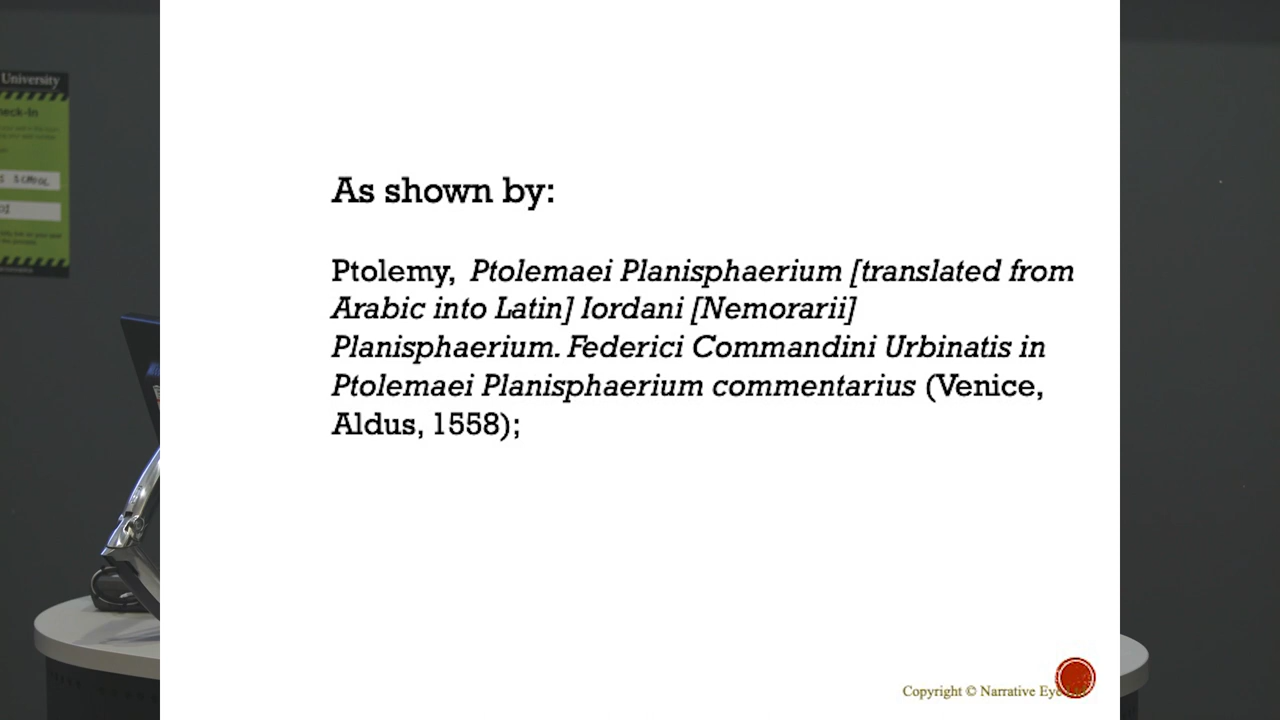 University
As shown by:
Ptolemy, Ptolemaei Planisphaerium [translated from
Arabic into Latin] Iordani [Nemorarii]
Planisphaerium. Federici Commandini Urbinatis in
Ptolemaei Planisphaerium commentarius (Venice,
Aldus, 1558);
Copyright © Narrative Eye